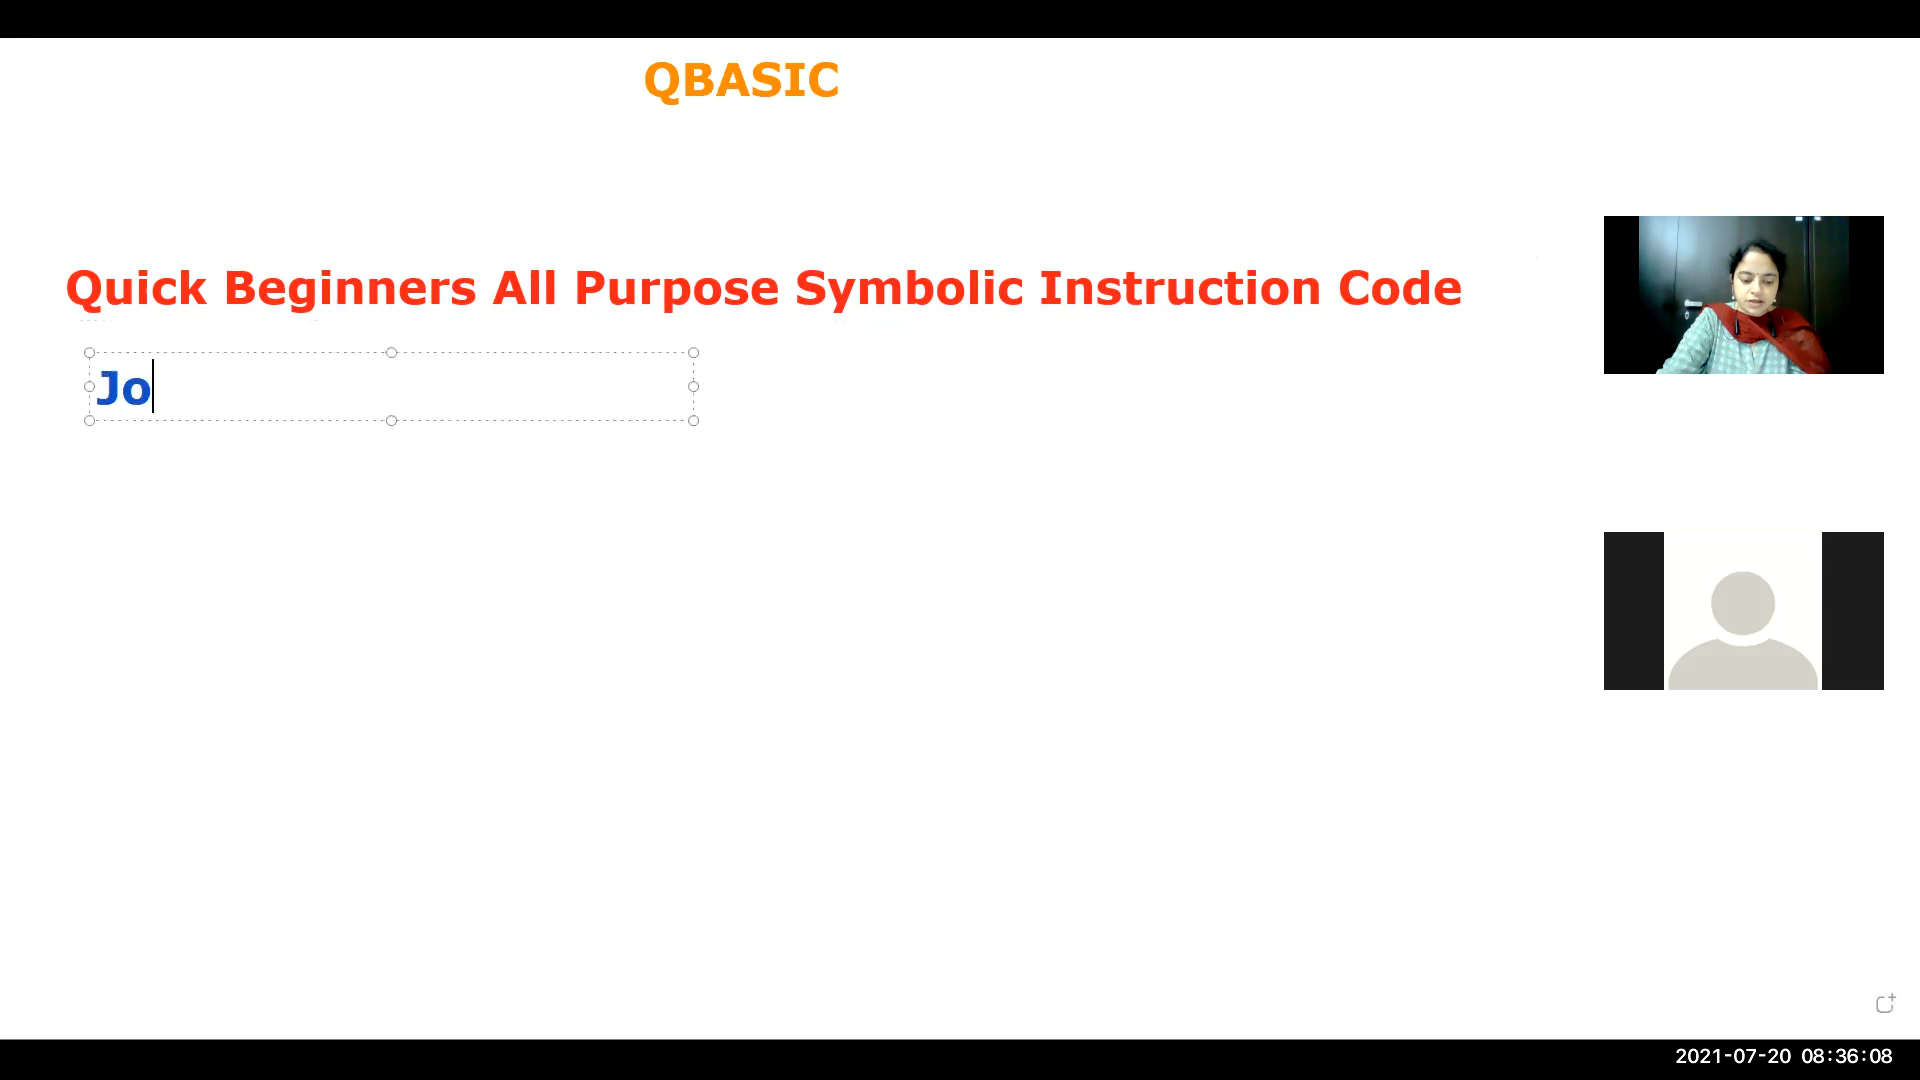 QBASIC
Quick Beginners All Purpose Symbolic Instruction Code
Jo
2021-07-20 08:36:08